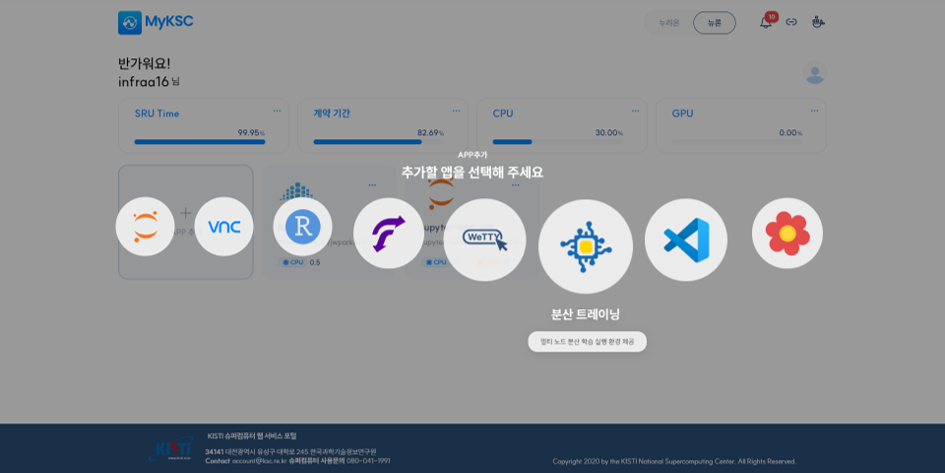 MyKSC
누리온
뉴론
10
반가워요!
infraa16 님
SRU Time
99.95%
계약 기간
82.69%
CPU
30.00%
GPU
0.00%
APP추가
추가할 앱을 선택해 주세요
VNC
R
WeTTY
CPU 0.5
CPU
분산 트레이닝
멀티 노드 분산 학습 실행 환경 제공
KISTI
KISTI 슈퍼컴퓨터 웹 서비스 포털
34141 대전광역시 유성구 대학로 245 한국과학기술정보연구원
Contact account@ksc.re.kr 슈퍼컴퓨터 사용문의 080-041-1991
Copyright 2020 by the KISTI National Supercomputing Center. All Rights Reserved.